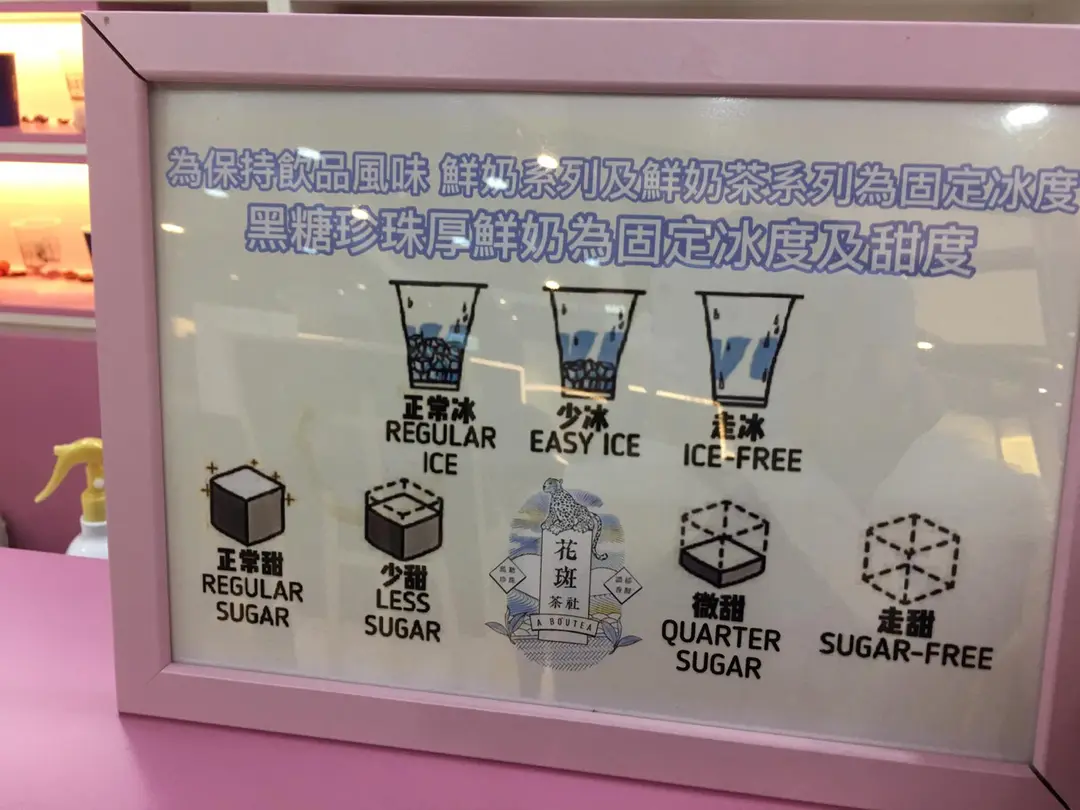 為保持飲品風味 鮮奶系列及鮮奶茶系列為固定冰度
黑糖珍珠厚鮮奶為固定冰度及甜度
正常冰
REGULAR
ICE
少冰
EASY ICE
走冰
ICE-FREE
正常甜
REGULAR
SUGAR
少甜
LESS
SUGAR
花斑
茶社
A BOUTEA
微甜
QUARTER
SUGAR
走甜
SUGAR-FREE